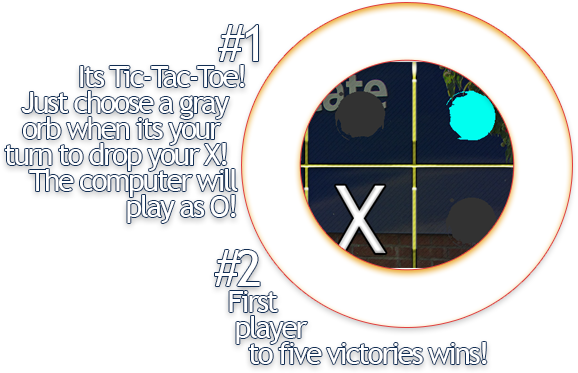 #1
Its Tic-Tac-Toe!
Just choose a gray
orb when its your
turn to drop your X!
The computer will
play as O!
ate
X
#2
First
player
to five victories wins!